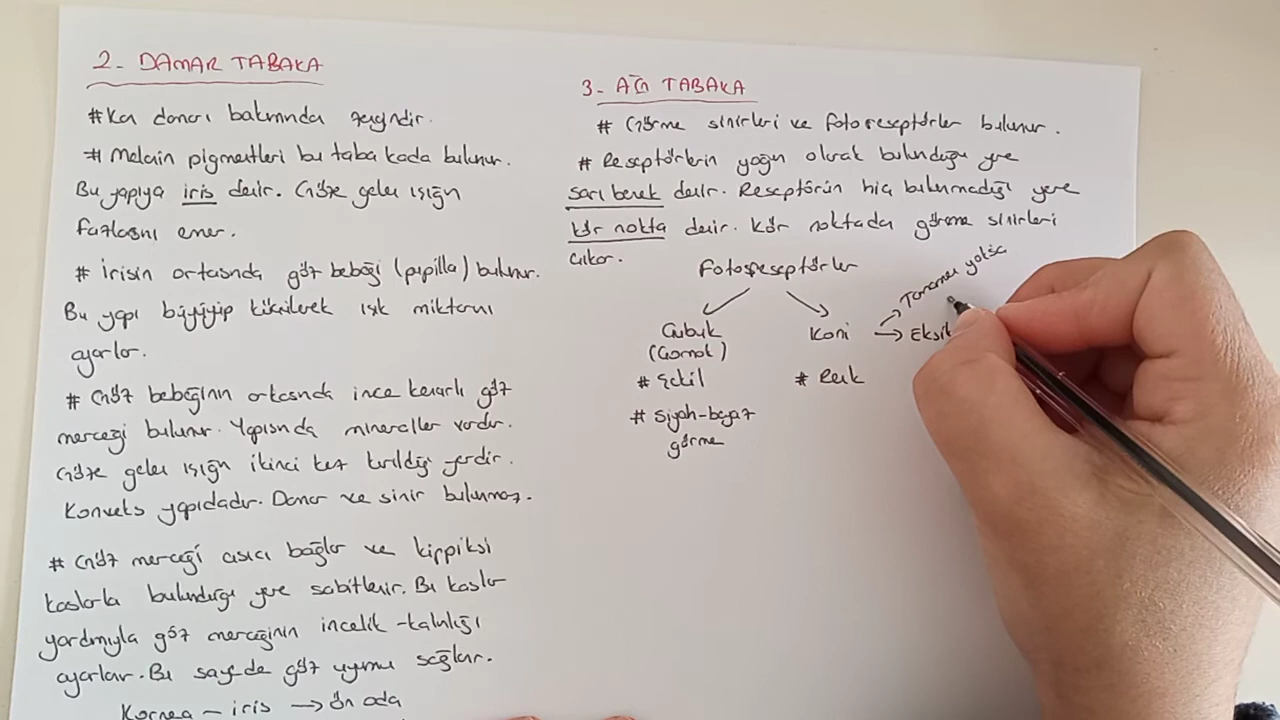 2- DAMAR TABAKA
# Kan damarı bakımında zengindir.
# Melanin pigmentleri bu tabakada bulunur.
Bu yapıya iris denir. Göze gelen ışığın
fazlasını emer.
# İrisin ortasında göz bebeği (pupilla) bulunur.
Bu yapı büyüyüp küçülerek ışık miktarını
ayarlar.
# Göz bebeğinin ortasında ince kenarlı göz
merceği bulunur. Yapısında mineraller vardır.
Göze gelen ışığın ikinci kez kırıldığı yerdir.
Konveks yapıdadır. Damar ve sinir bulunmaz.
# Göz merceği asıcı bağlar ve kirpiksi
kaslarla bulunduğu yere sabitlenir. Bu kaslar
yardımıyla göz merceğinin incelik-kalınlığı
ayarlanır. Bu sayede göz uyumu sağlanır.
Kornea - iris → ön oda
3- AĞ TABAKA
# Görme sinirleri ve fotoreseptörler bulunur.
# Reseptörlerin yoğun olarak bulunduğu yere
sarı benek denir. Reseptörün hiç bulunmadığı yere
kör nokta denir. Kör noktada görme sinirleri
çıkar.
Fotoreseptörler
Çubuk
(Çomak)
# Şekil
# Siyah-beyaz
görme
Koni
# Renk
→ Tamamen yoksa
→ Eksik